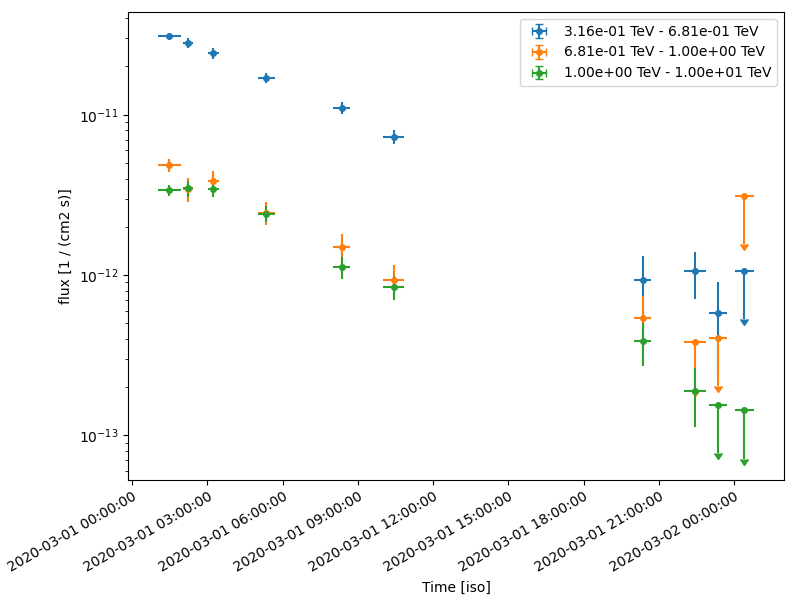 3.16e-01 TeV - 6.81e-01 TeV
6.81e-01 TeV - 1.00e+00 TeV
1.00e+00 TeV - 1.00e+01 TeV
flux [1 / (cm2 s)]
10⁻¹¹
10⁻¹²
10⁻¹³
2020-03-01 00:00:00
2020-03-01 03:00:00
2020-03-01 06:00:00
2020-03-01 09:00:00
2020-03-01 12:00:00
2020-03-01 15:00:00
2020-03-01 18:00:00
2020-03-01 21:00:00
2020-03-02 00:00:00
Time [iso]